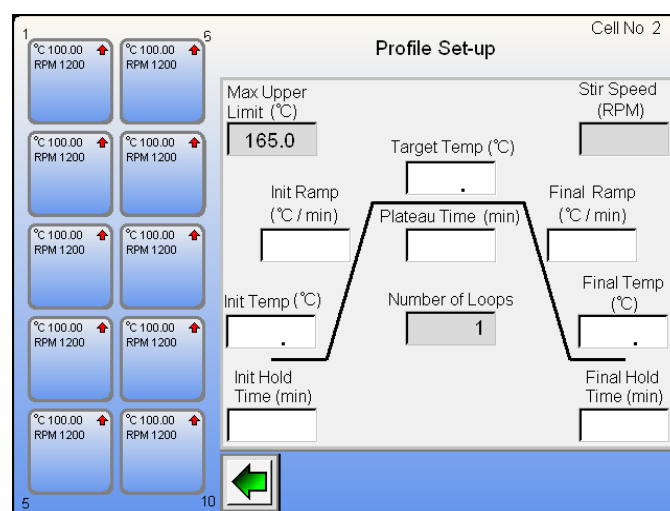 1
6
°C 100.00
RPM 1200
°C 100.00
RPM 1200
°C 100.00
RPM 1200
°C 100.00
RPM 1200
°C 100.00
RPM 1200
°C 100.00
RPM 1200
°C 100.00
RPM 1200
°C 100.00
RPM 1200
°C 100.00
RPM 1200
°C 100.00
RPM 1200
5
10
Cell No 2
Profile Set-up
Max Upper
Limit (°C)
165.0
Stir Speed
(RPM)
Target Temp (°C)
.
Init Ramp
(°C / min)
Plateau Time (min)
Final Ramp
(°C / min)
Init Temp (°C)
.
Number of Loops
1
Final Temp
(°C)
.
Init Hold
Time (min)
Final Hold
Time (min)